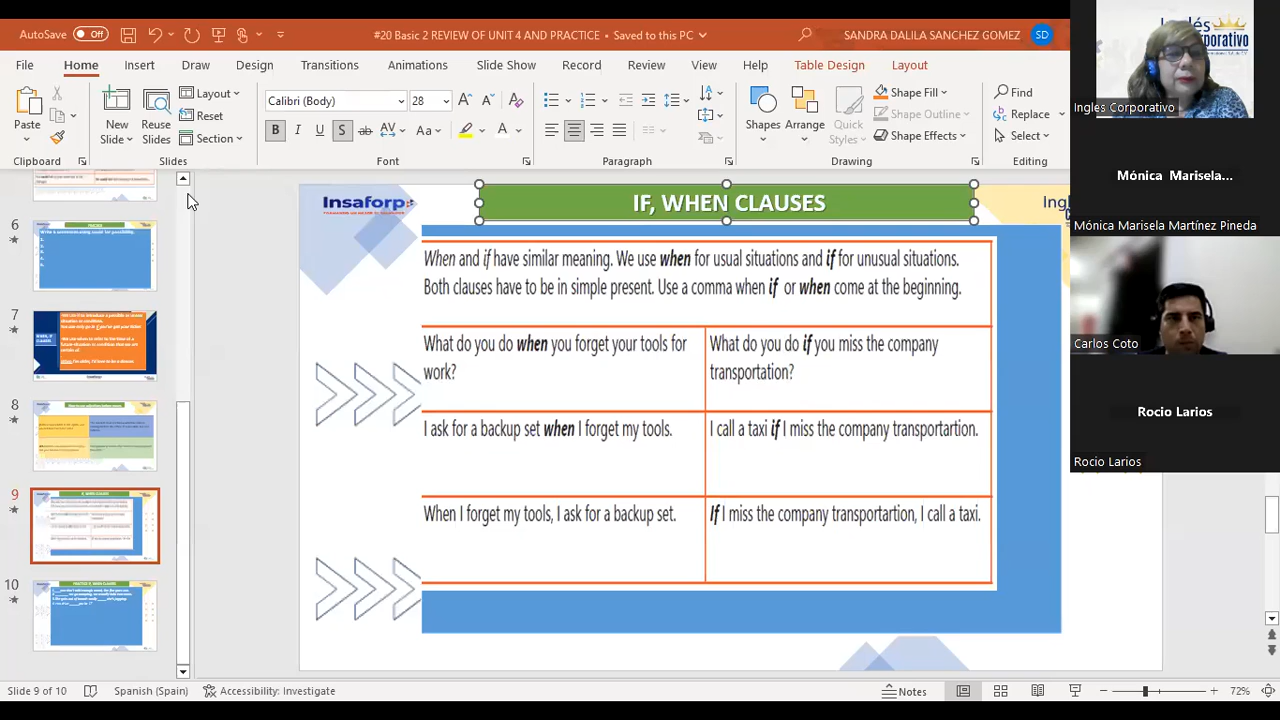 AutoSave Off
#20 Basic 2 REVIEW OF UNIT 4 AND PRACTICE • Saved to this PC
SANDRA DALILA SANCHEZ GOMEZ SD
File Home Insert Draw Design Transitions Animations Slide Show Record Review View Help Table Design Layout
Paste
New Slide
Reuse Slides
Layout
Reset
Section
Calibri (Body) 28
B I U S ab AV Aa A
Shapes
Arrange
Quick Styles
Shape Fill
Shape Outline
Shape Effects
Find
Replace
Select
Clipboard Slides Font Paragraph Drawing Editing
6
7
8
9
10
Insaforp
IF, WHEN CLAUSES
When and if have similar meaning. We use when for usual situations and if for unusual situations.
Both clauses have to be in simple present. Use a comma when if or when come at the beginning.
What do you do when you forget your tools for
work?
What do you do if you miss the company
transportation?
I ask for a backup set when I forget my tools.
I call a taxi if I miss the company transportartion.
When I forget my tools, I ask for a backup set.
If I miss the company transportartion, I call a taxi.
Ingles Corporativo
Mónica Marisela...
Mónica Marisela Martínez Pineda
Carlos Coto
Rocio Larios
Rocio Larios
Slide 9 of 10
Spanish (Spain)
Accessibility: Investigate
Notes
72%